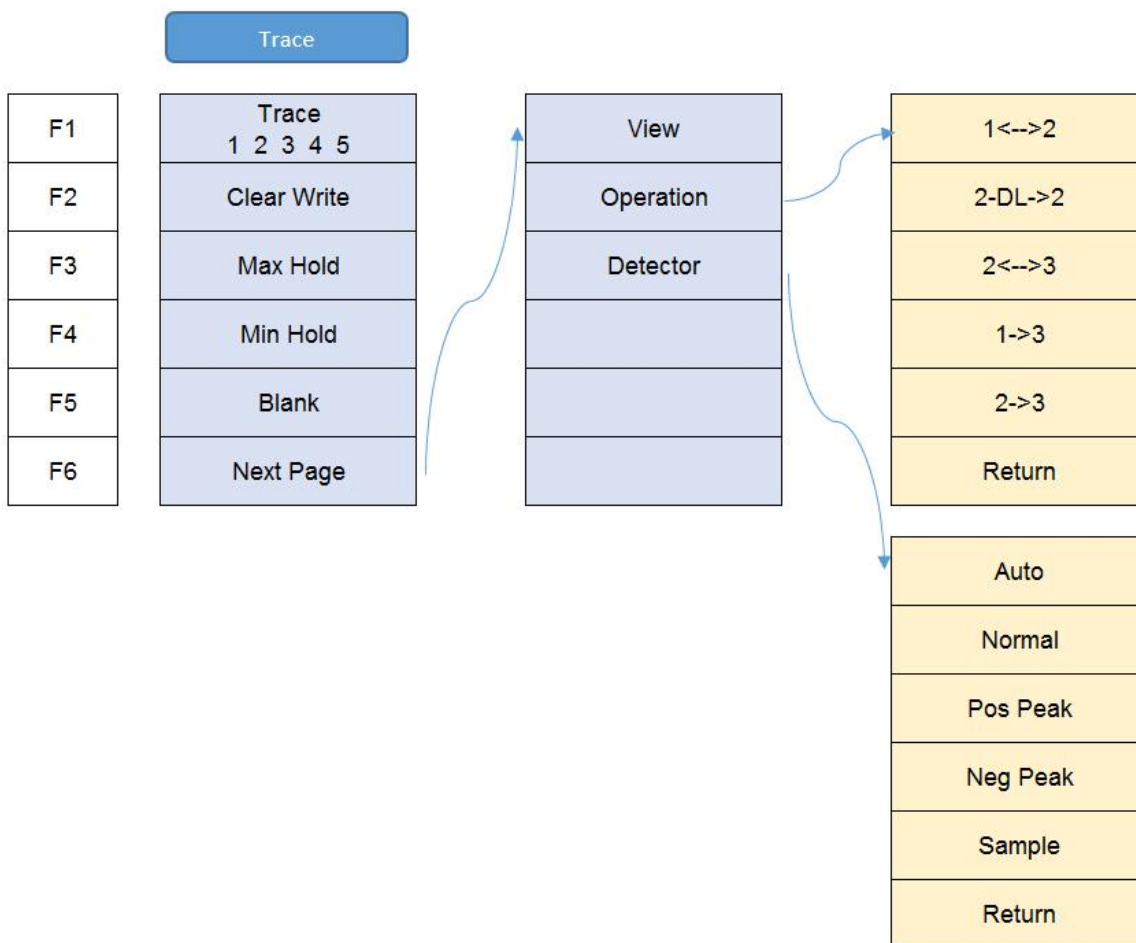 Trace
F1
F2
F3
F4
F5
F6
Trace
1 2 3 4 5
Clear Write
Max Hold
Min Hold
Blank
Next Page
View
Operation
Detector
1<-->2
2-DL->2
2<-->3
1->3
2->3
Return
Auto
Normal
Pos Peak
Neg Peak
Sample
Return